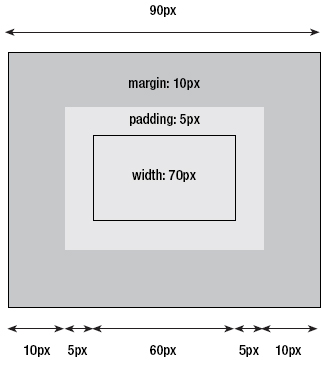 90px
margin: 10px
padding: 5px
width: 70px
10px 5px 60px 5px 10px